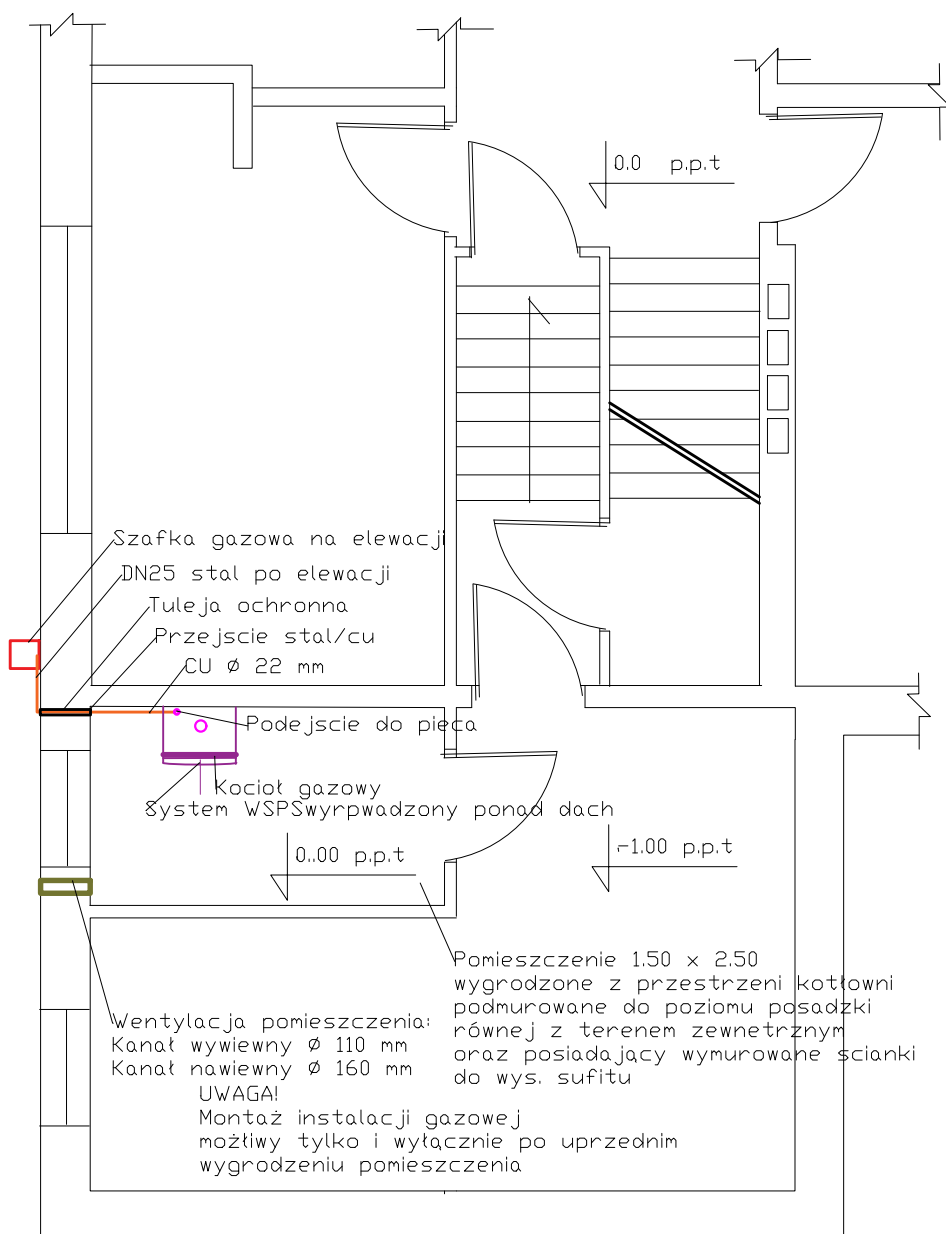 0.0 p.p.t
Szafka gazowa na elewacji
DN25 stal po elewacji
Tuleja ochronna
Przejscie stal/cu
CU Ø 22 mm
Podejscie do pieca
Kocioł gazowy
System WSPSwyrpwadzony ponad dach
0..00 p.p.t
-1.00 p.p.t
Pomieszczenie 1.50 x 2.50
wygrodzone z przestrzeni kotłowni
podmurowane do poziomu posadzki
równej z terenem zewnetrznym
oraz posiadający wymurowane scianki
do wys. sufitu
Wentylacja pomieszczenia:
Kanał wywiewny Ø 110 mm
Kanał nawiewny Ø 160 mm
UWAGA!
Montaż instalacji gazowej
możliwy tylko i wyłącznie po uprzednim
wygrodzeniu pomieszczenia